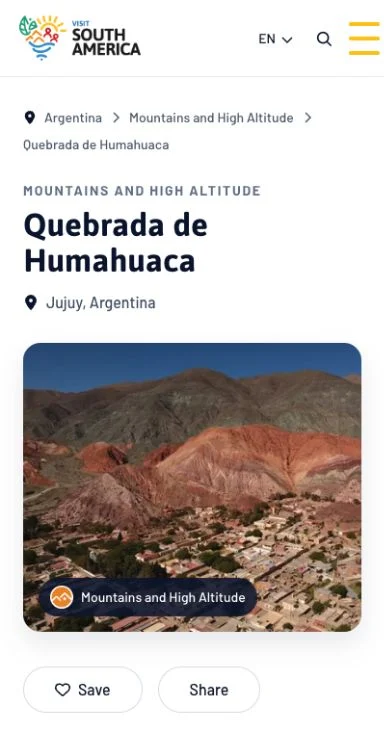 VISIT
SOUTH
AMERICA
EN
Argentina > Mountains and High Altitude >
Quebrada de Humahuaca
MOUNTAINS AND HIGH ALTITUDE
Quebrada de
Humahuaca
Jujuy, Argentina
Mountains and High Altitude
Save
Share